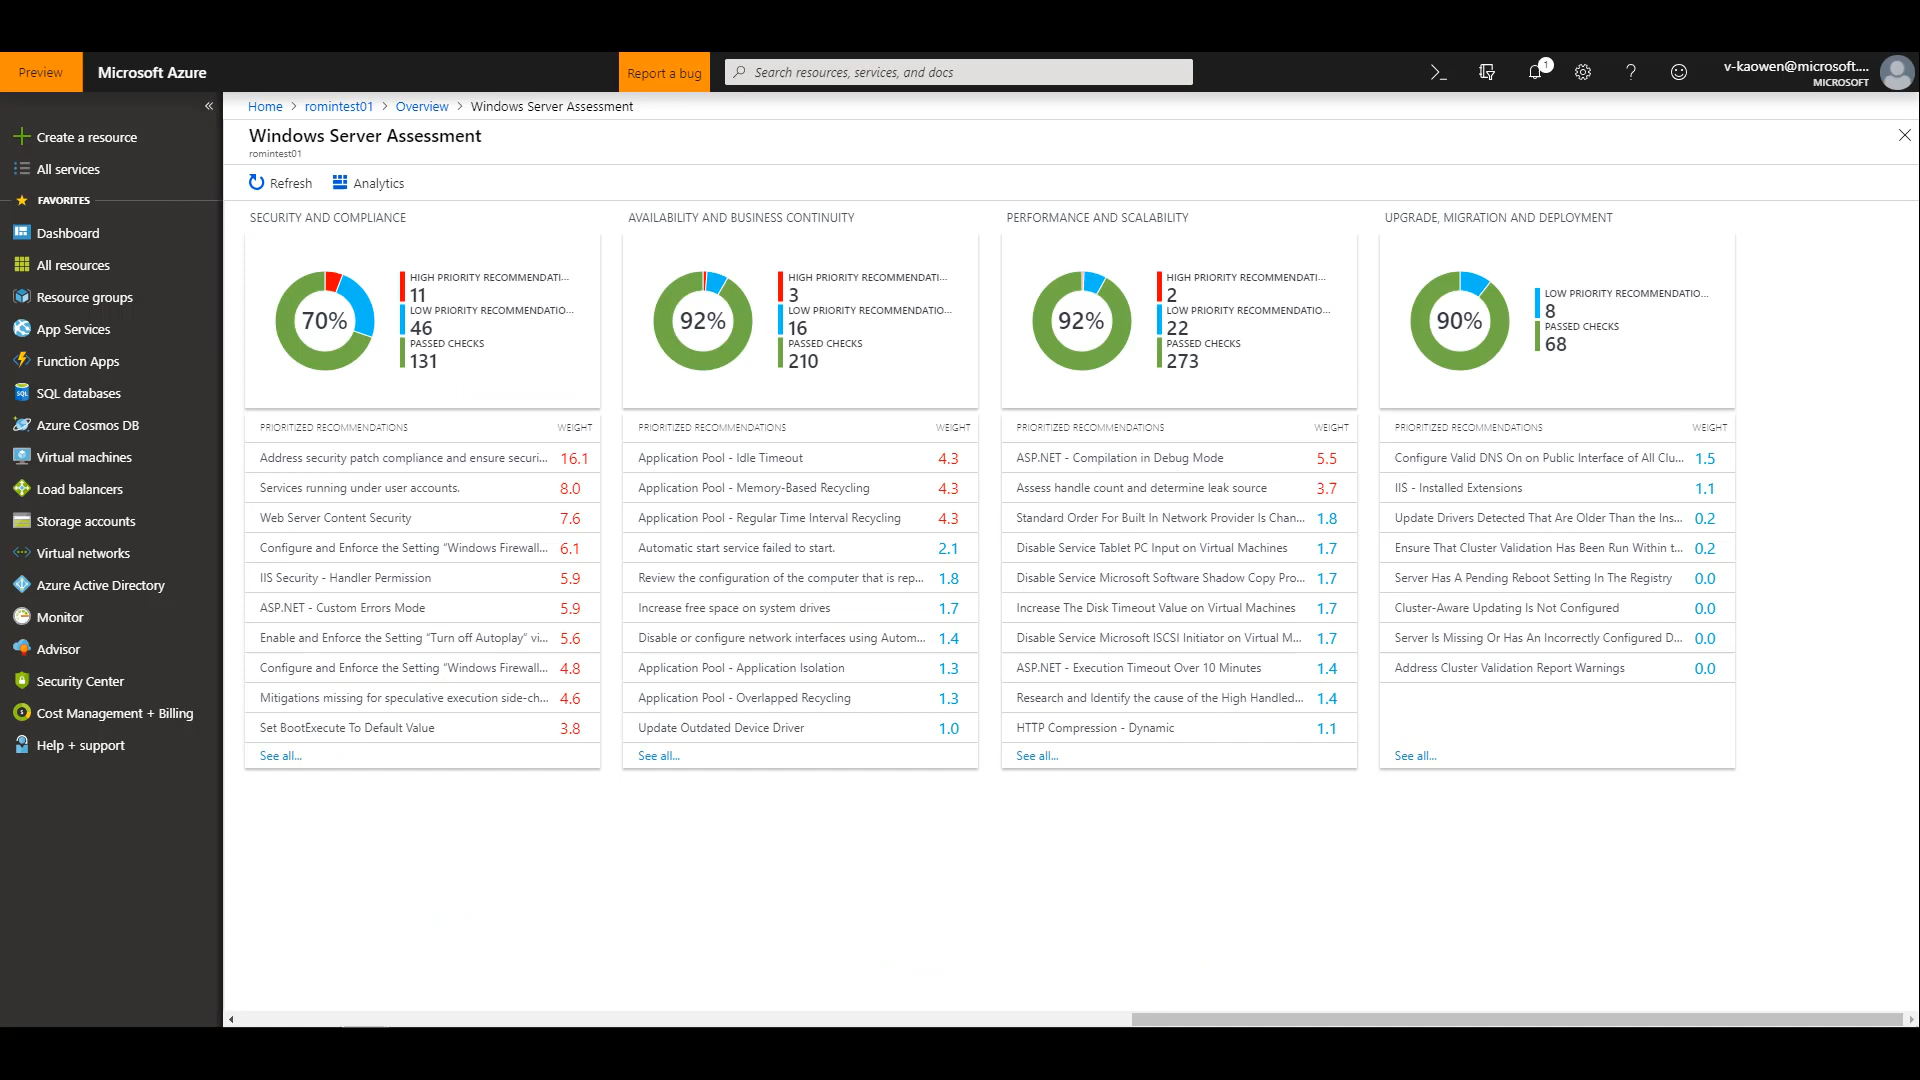 Preview
Microsoft Azure
Report a bug
Search resources, services, and docs
1
v-kaowen@microsoft....
MICROSOFT
«
Create a resource
All services
FAVORITES
Dashboard
All resources
Resource groups
App Services
Function Apps
SQL databases
Azure Cosmos DB
Virtual machines
Load balancers
Storage accounts
Virtual networks
Azure Active Directory
Monitor
Advisor
Security Center
Cost Management + Billing
Help + support
Home > romintest01 > Overview > Windows Server Assessment
Windows Server Assessment
romintest01
Refresh Analytics
SECURITY AND COMPLIANCE
70%
HIGH PRIORITY RECOMMENDATI...
11
LOW PRIORITY RECOMMENDATIO...
46
PASSED CHECKS
131
PRIORITIZED RECOMMENDATIONS WEIGHT
Address security patch compliance and ensure securi... 16.1
Services running under user accounts. 8.0
Web Server Content Security 7.6
Configure and Enforce the Setting "Windows Firewall... 6.1
IIS Security - Handler Permission 5.9
ASP.NET - Custom Errors Mode 5.9
Enable and Enforce the Setting "Turn off Autoplay" vi... 5.6
Configure and Enforce the Setting "Windows Firewall... 4.8
Mitigations missing for speculative execution side-ch... 4.6
Set BootExecute To Default Value 3.8
See all...
AVAILABILITY AND BUSINESS CONTINUITY
92%
HIGH PRIORITY RECOMMENDATI...
3
LOW PRIORITY RECOMMENDATIO...
16
PASSED CHECKS
210
PRIORITIZED RECOMMENDATIONS WEIGHT
Application Pool - Idle Timeout 4.3
Application Pool - Memory-Based Recycling 4.3
Application Pool - Regular Time Interval Recycling 4.3
Automatic start service failed to start. 2.1
Review the configuration of the computer that is rep... 1.8
Increase free space on system drives 1.7
Disable or configure network interfaces using Autom... 1.4
Application Pool - Application Isolation 1.3
Application Pool - Overlapped Recycling 1.3
Update Outdated Device Driver 1.0
See all...
PERFORMANCE AND SCALABILITY
92%
HIGH PRIORITY RECOMMENDATI...
2
LOW PRIORITY RECOMMENDATIO...
22
PASSED CHECKS
273
PRIORITIZED RECOMMENDATIONS WEIGHT
ASP.NET - Compilation in Debug Mode 5.5
Assess handle count and determine leak source 3.7
Standard Order For Built In Network Provider Is Chan... 1.8
Disable Service Tablet PC Input on Virtual Machines 1.7
Disable Service Microsoft Software Shadow Copy Pro... 1.7
Increase The Disk Timeout Value on Virtual Machines 1.7
Disable Service Microsoft ISCSI Initiator on Virtual M... 1.7
ASP.NET - Execution Timeout Over 10 Minutes 1.4
Research and Identify the cause of the High Handled... 1.4
HTTP Compression - Dynamic 1.1
See all...
UPGRADE, MIGRATION AND DEPLOYMENT
90%
LOW PRIORITY RECOMMENDATIO...
8
PASSED CHECKS
68
PRIORITIZED RECOMMENDATIONS WEIGHT
Configure Valid DNS On on Public Interface of All Clu... 1.5
IIS - Installed Extensions 1.1
Update Drivers Detected That Are Older Than the Ins... 0.2
Ensure That Cluster Validation Has Been Run Within t... 0.2
Server Has A Pending Reboot Setting In The Registry 0.0
Cluster-Aware Updating Is Not Configured 0.0
Server Is Missing Or Has An Incorrectly Configured D... 0.0
Address Cluster Validation Report Warnings 0.0
See all...